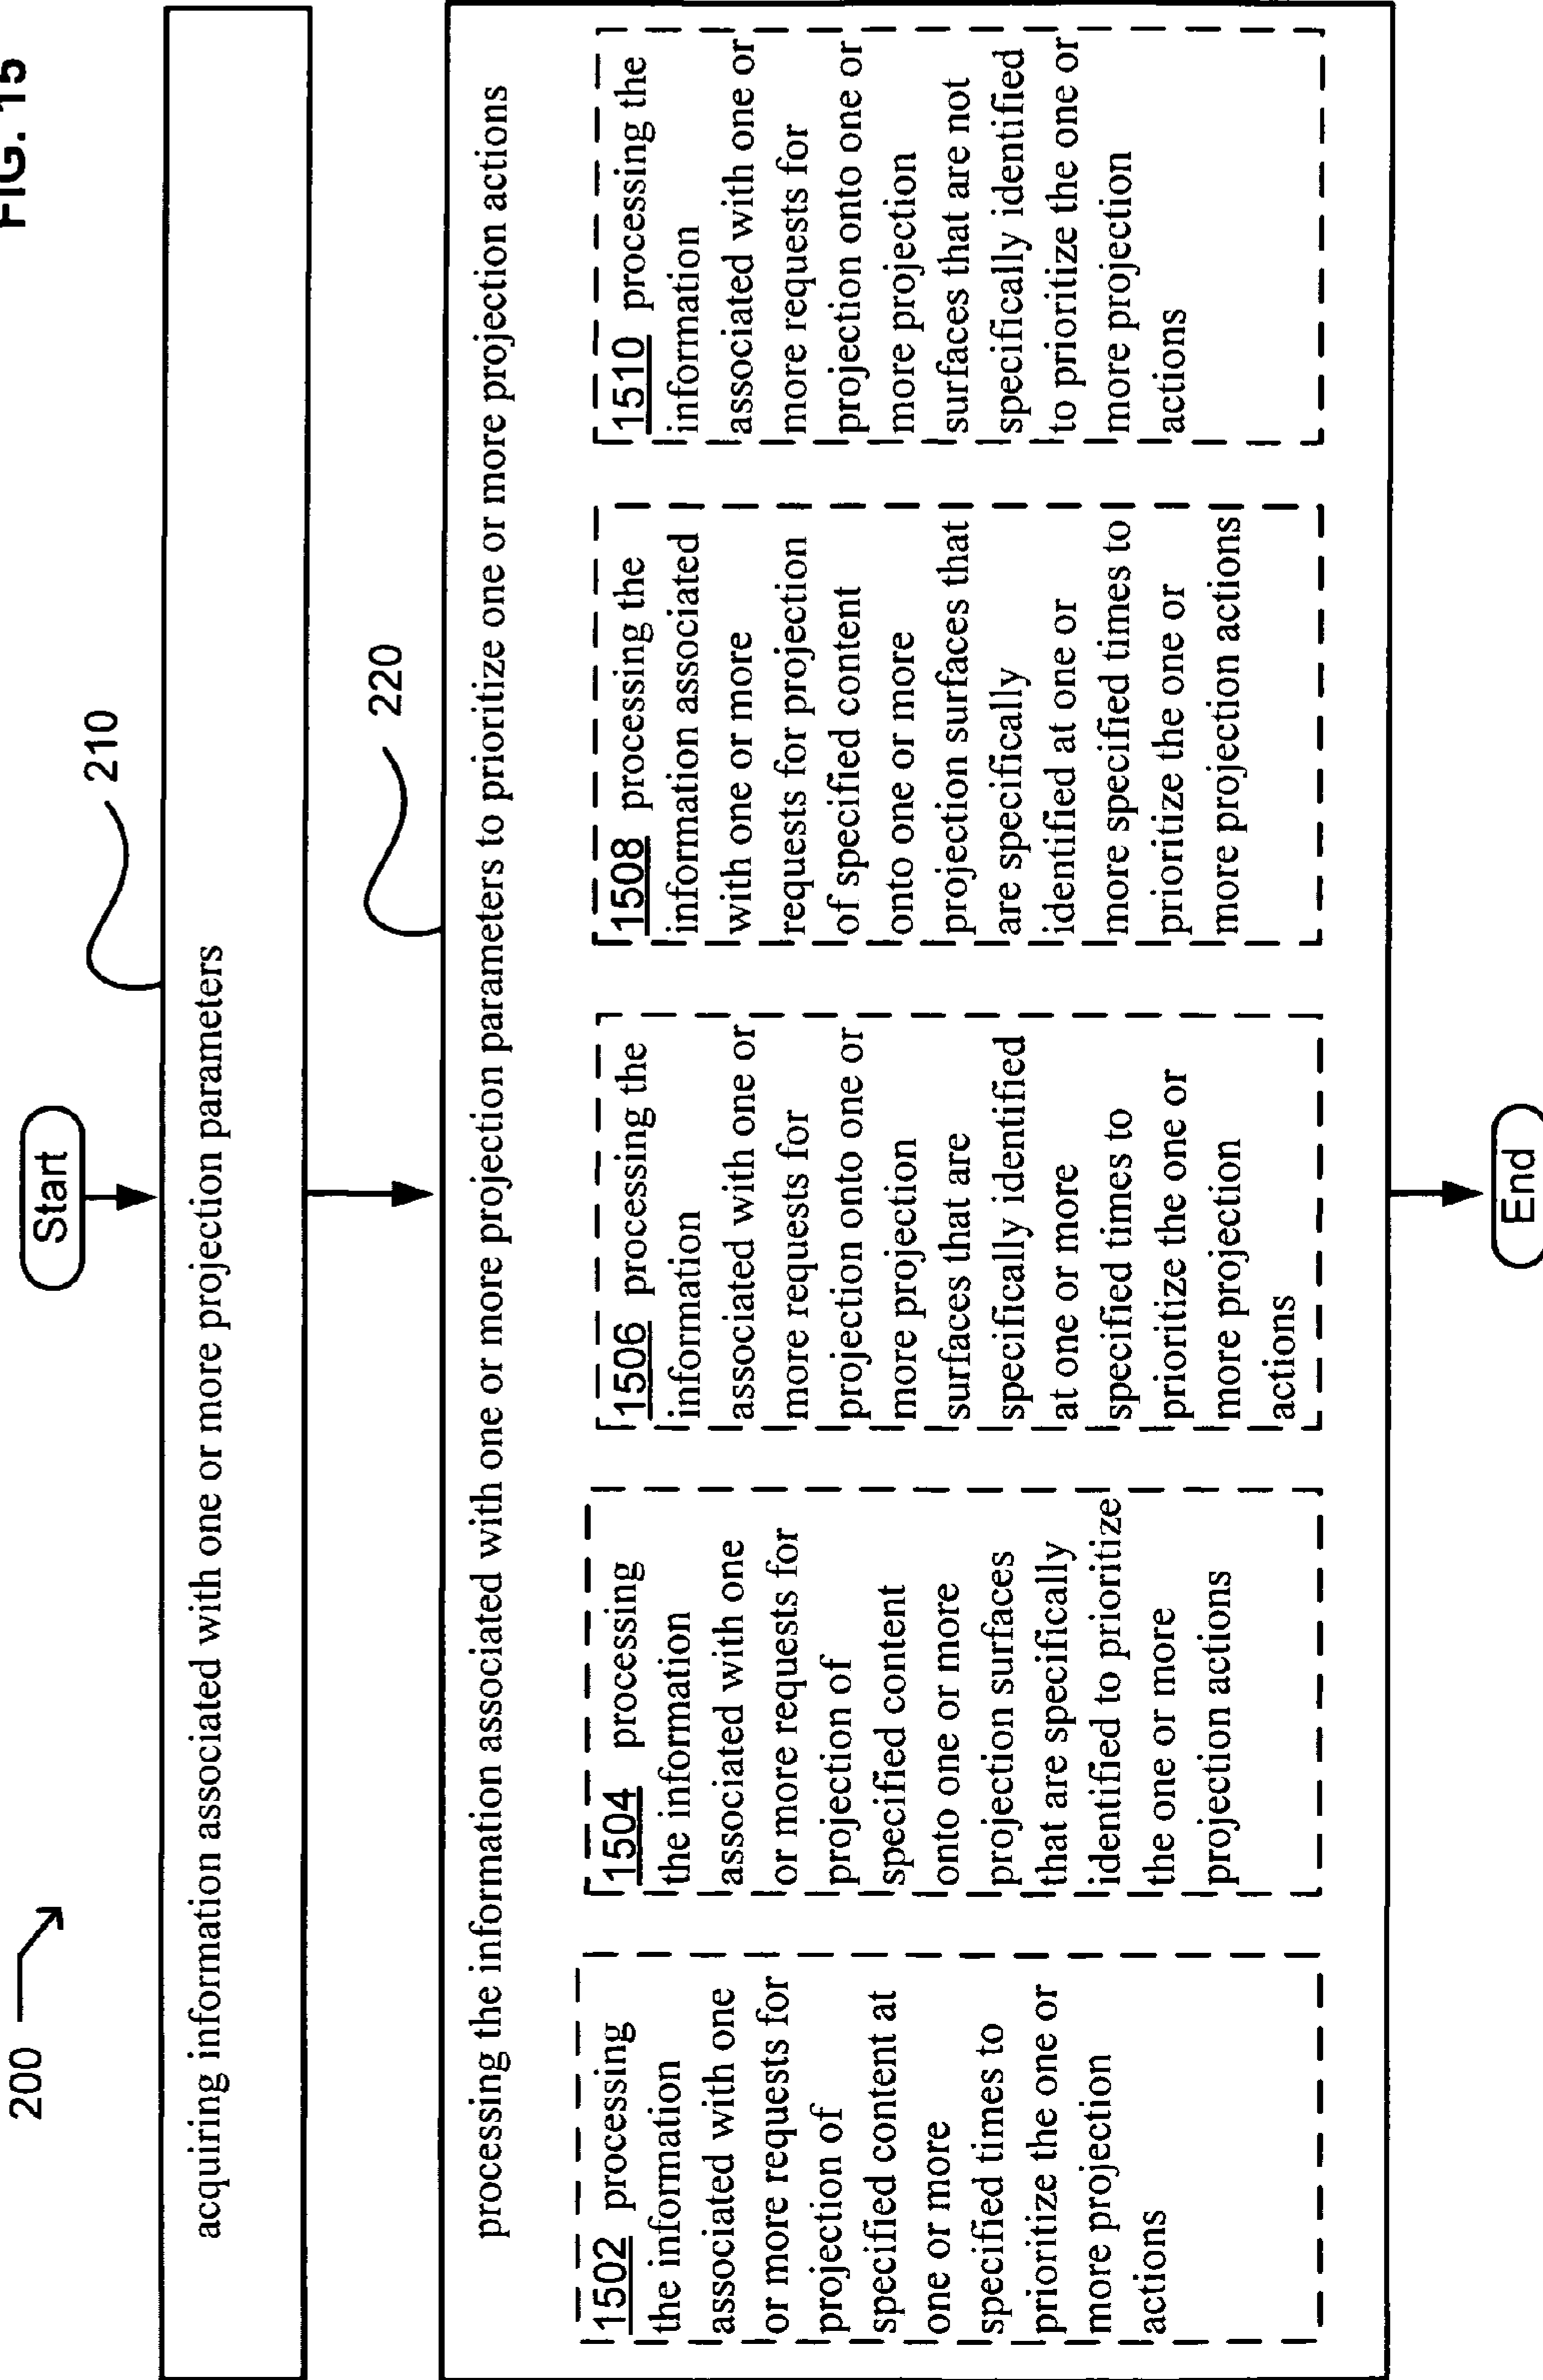 FIG. 15
200
Start
210
acquiring information associated with one or more projection parameters
220
processing the information associated with one or more projection parameters to prioritize one or more projection actions
1502 processing
the information
associated with one
or more requests for
projection of
specified content at
one or more
specified times to
prioritize the one or
more projection
actions
1504 processing
the information
associated with one
or more requests for
projection of
specified content
onto one or more
projection surfaces
that are specifically
identified to prioritize
the one or more
projection actions
1506 processing the
information
associated with one or
more requests for
projection onto one or
more projection
surfaces that are
specifically identified
at one or more
specified times to
prioritize the one or
more projection
actions
1508 processing the
information associated
with one or more
requests for projection
of specified content
onto one or more
projection surfaces that
are specifically
identified at one or
more specified times to
prioritize the one or
more projection actions
1510 processing the
information
associated with one or
more requests for
projection onto one or
more projection
surfaces that are not
specifically identified
to prioritize the one or
more projection
actions
End